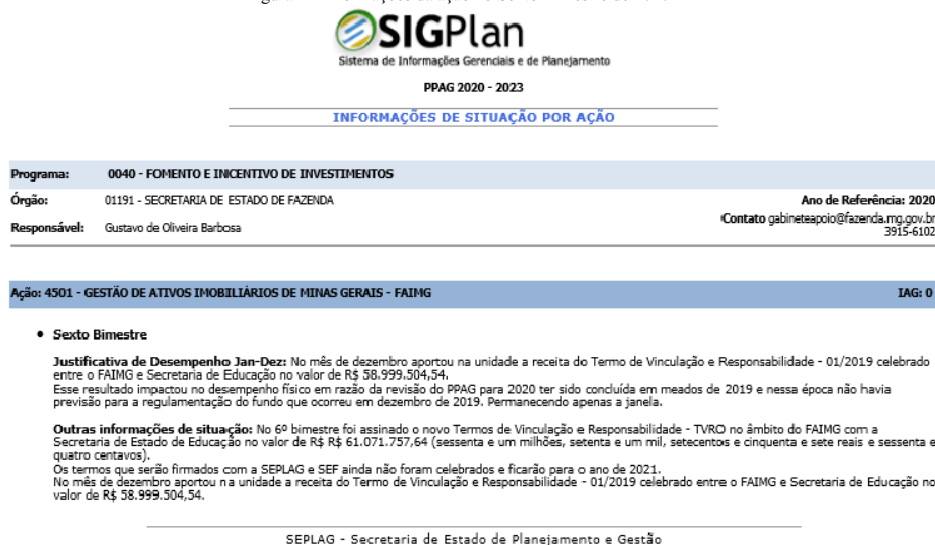 SIGPlan
Sistema de Informações Gerenciais e de Planejamento
PPAG 2020 - 2023
INFORMAÇÕES DE SITUAÇÃO POR AÇÃO
Programa: 0040 - FOMENTO E INICENTIVO DE INVESTIMENTOS
Órgão: 01191 - SECRETARIA DE ESTADO DE FAZENDA Ano de Referência: 2020
Responsável: Gustavo de Oliveira Barbosa Contato gabineteapoio@fazenda.mg.gov.br
3915-6102
Ação: 4501 - GESTÃO DE ATIVOS IMOBILIÁRIOS DE MINAS GERAIS - FAIMG IAG: 0
• Sexto Bimestre
Justificativa de Desempenho Jan-Dez: No mês de dezembro aportou na unidade a receita do Termo de Vinculação e Responsabilidade - 01/2019 celebrado
entre o FAIMG e Secretaria de Educação no valor de R$ 58.999.504,54.
Esse resultado impactou no desempenho físico em razão da revisão do PPAG para 2020 ter sido concluída em meados de 2019 e nessa época não havia
previsão para a regulamentação do fundo que ocorreu em dezembro de 2019. Permanecendo apenas a janela.
Outras informações de situação: No 6º bimestre foi assinado o novo Termos de Vinculação e Responsabilidade - TVRO no âmbito do FAIMG com a
Secretaria de Estado de Educação no valor de R$ R$ 61.071.757,64 (sessenta e um milhões, setenta e um mil, setecentos e cinquenta e sete reais e sessenta e
quatro centavos).
Os termos que serão firmados com a SEPLAG e SEF ainda não foram celebrados e ficarão para o ano de 2021.
No mês de dezembro aportou n a unidade a receita do Termo de Vinculação e Responsabilidade - 01/2019 celebrado entre o FAIMG e Secretaria de Educação no
valor de R$ 58.999.504,54.
SEPLAG - Secretaria de Estado de Planejamento e Gestão